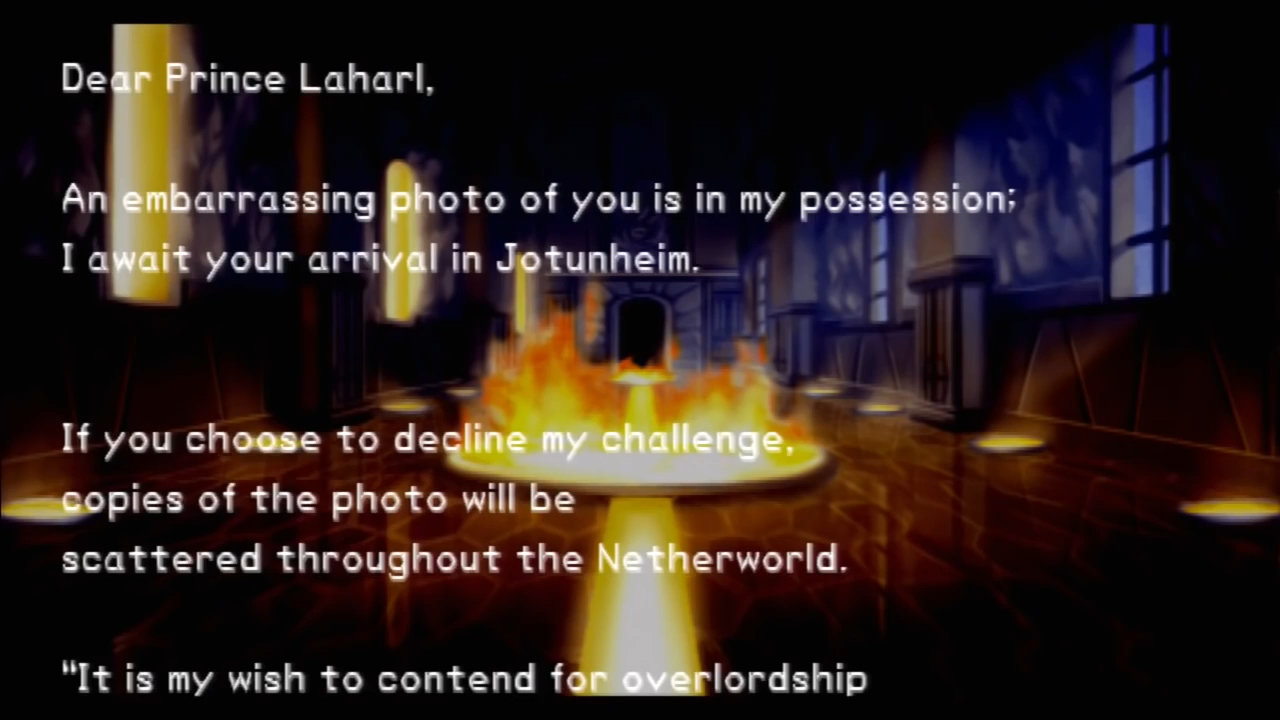 Dear Prince Laharl,
An embarrassing photo of you is in my possession;
I await your arrival in Jotunheim.
If you choose to decline my challenge,
copies of the photo will be
scattered throughout the Netherworld.
"It is my wish to contend for overlordship